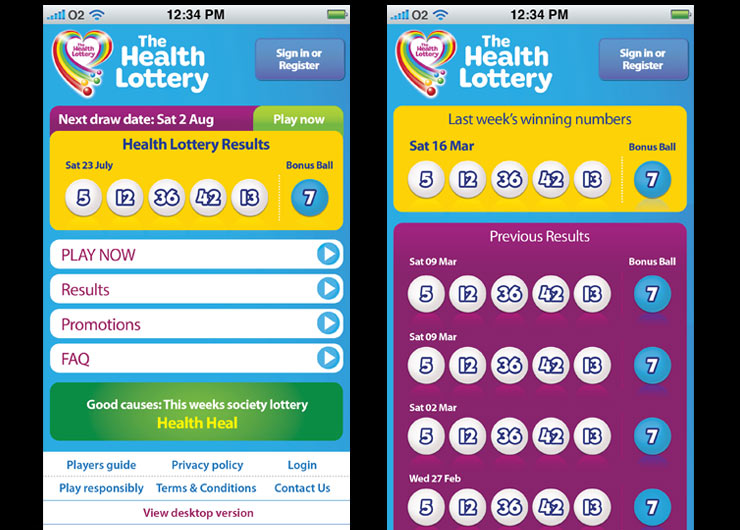 O2 12:34 PM
The Health Lottery
The
Health
Lottery
Sign in or
Register
Next draw date: Sat 2 Aug Play now
Health Lottery Results
Sat 23 July Bonus Ball
5 12 36 42 13 7
PLAY NOW
Results
Promotions
FAQ
Good causes: This weeks society lottery
Health Heal
Players guide Privacy policy Login
Play responsibly Terms & Conditions Contact Us
View desktop version
O2 12:34 PM
The Health Lottery
The
Health
Lottery
Sign in or
Register
Last week's winning numbers
Sat 16 Mar Bonus Ball
5 12 36 42 13 7
Previous Results
Sat 09 Mar Bonus Ball
5 12 36 42 13 7
Sat 09 Mar
5 12 36 42 13 7
Sat 02 Mar
5 12 36 42 13 7
Wed 27 Feb
5 12 36 42 13 7